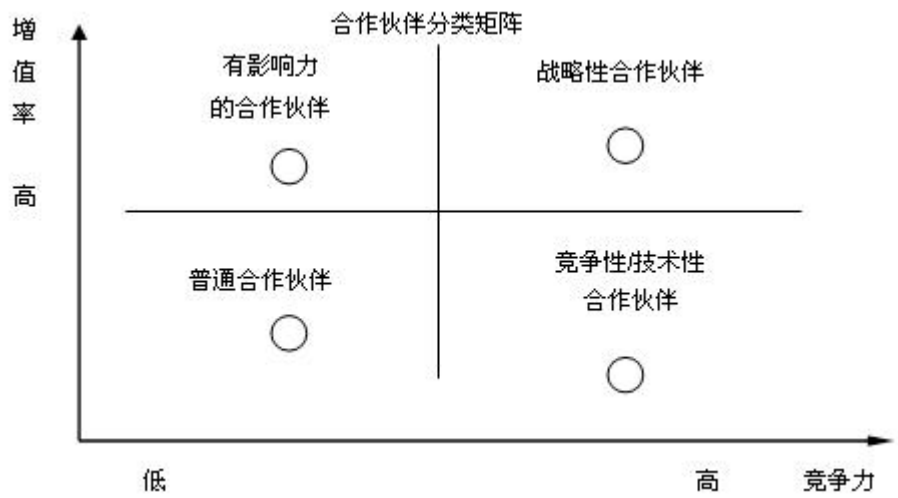 合作伙伴分类矩阵
增
值
率
高
有影响力
的合作伙伴
战略性合作伙伴
普通合作伙伴
竞争性/技术性
合作伙伴
低
高
竞争力